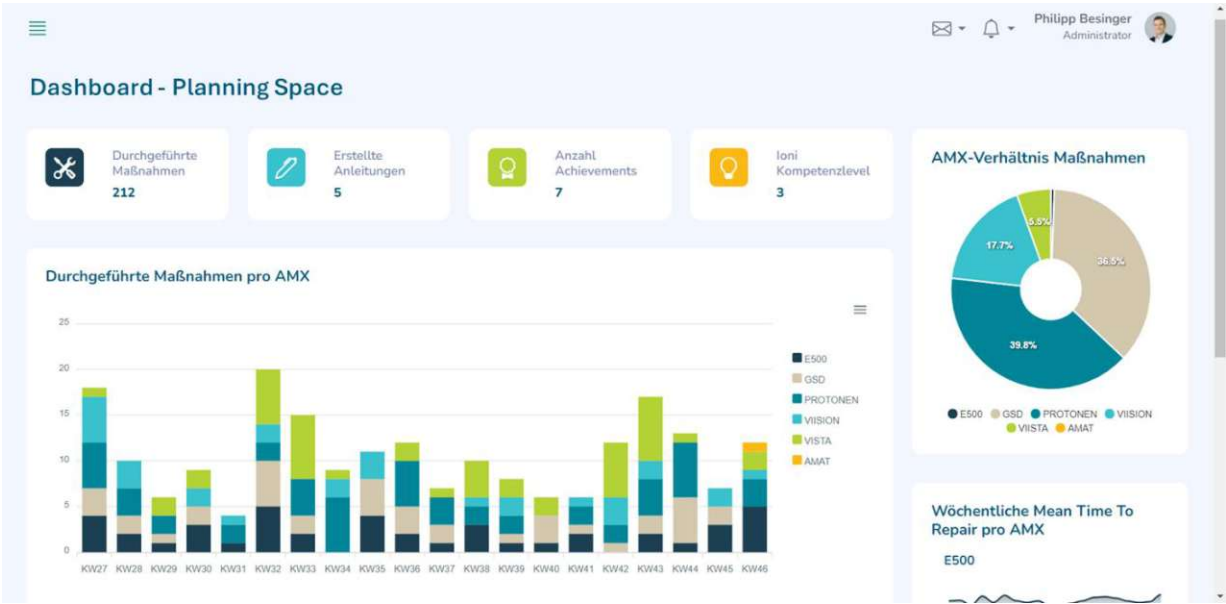 Philipp Besinger
Administrator
Dashboard - Planning Space
Durchgeführte
Maßnahmen
212
Erstellte
Anleitungen
5
Anzahl
Achievements
7
Ioni
Kompetenzlevel
3
Durchgeführte Maßnahmen pro AMX
25
20
15
10
5
0
KW27 KW28 KW29 KW30 KW31 KW32 KW33 KW34 KW35 KW36 KW37 KW38 KW39 KW40 KW41 KW42 KW43 KW44 KW45 KW46
E500
GSD
PROTONEN
VIISION
VISTA
AMAT
AMX-Verhältnis Maßnahmen
5.5%
17.7%
36.5%
39.8%
E500 GSD PROTONEN VIISION
VIISTA AMAT
Wöchentliche Mean Time To
Repair pro AMX
E500